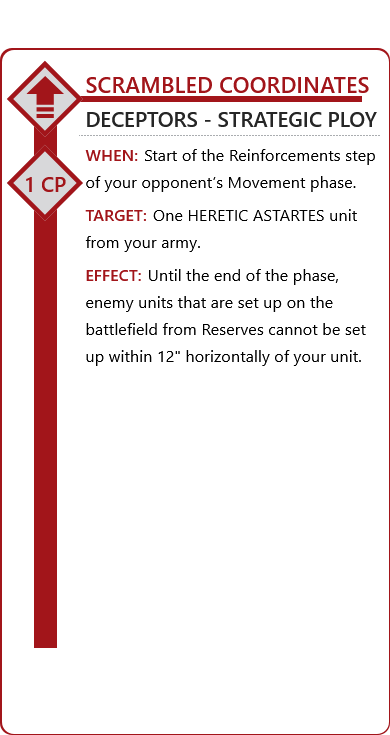 SCRAMBLED COORDINATES
DECEPTORS - STRATEGIC PLOY
1 CP
WHEN: Start of the Reinforcements step
of your opponent’s Movement phase.
TARGET: One HERETIC ASTARTES unit
from your army.
EFFECT: Until the end of the phase,
enemy units that are set up on the
battlefield from Reserves cannot be set
up within 12" horizontally of your unit.